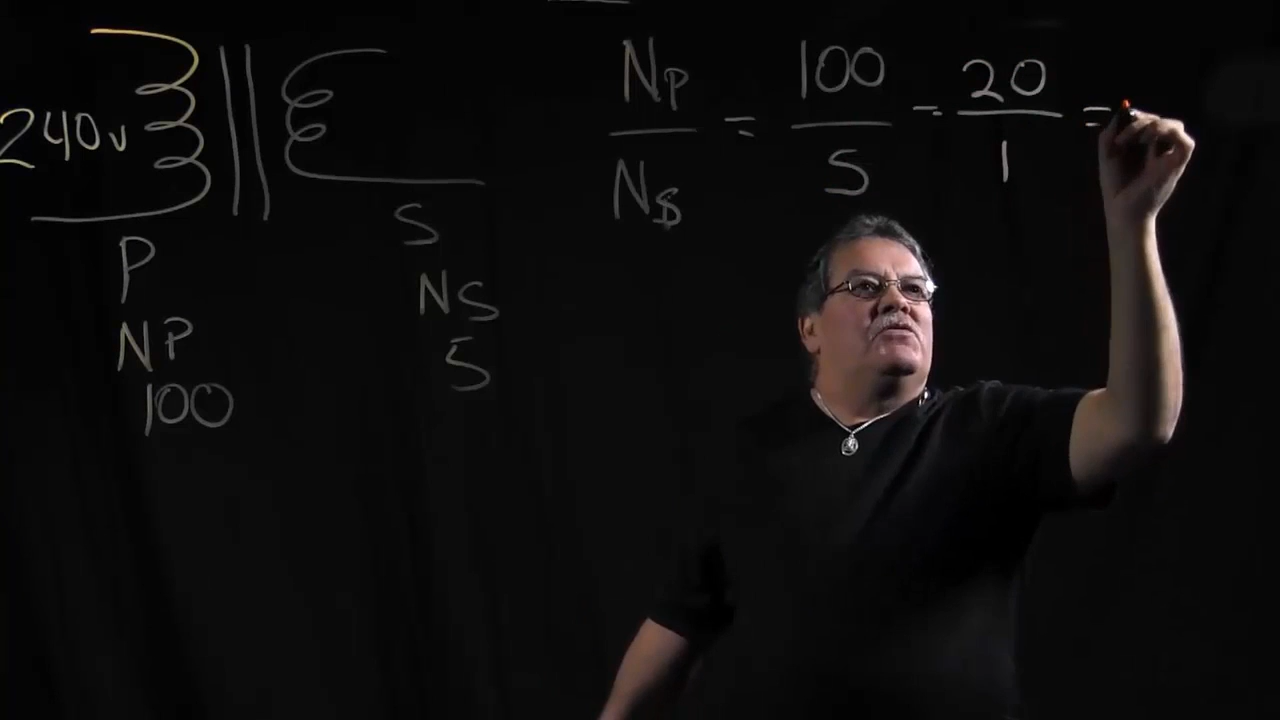 240v
P
NP
100
S
NS
5
NP / NS = 100 / 5 = 20 / 1 =